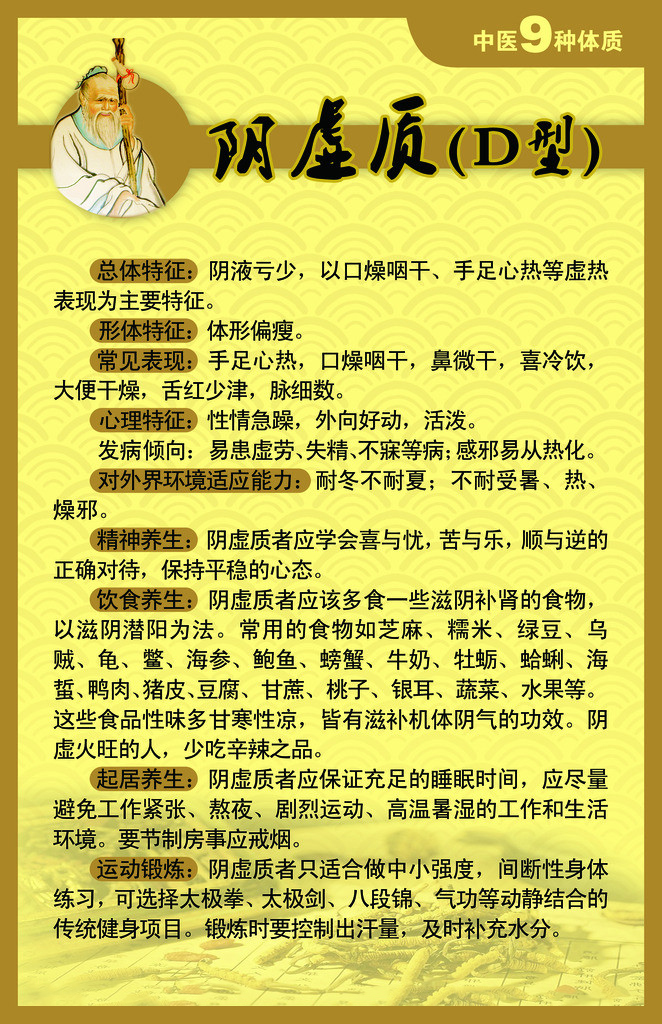 中医9种体质
阴虚质(D型)
总体特征：阴液亏少，以口燥咽干、手足心热等虚热
表现为主要特征。
形体特征：体形偏瘦。
常见表现：手足心热，口燥咽干，鼻微干，喜冷饮，
大便干燥，舌红少津，脉细数。
心理特征：性情急躁，外向好动，活泼。
发病倾向：易患虚劳、失精、不寐等病；感邪易从热化。
对外界环境适应能力：耐冬不耐夏；不耐受暑、热、
燥邪。
精神养生：阴虚质者应学会喜与忧，苦与乐，顺与逆的
正确对待，保持平稳的心态。
饮食养生：阴虚质者应该多食一些滋阴补肾的食物，
以滋阴潜阳为法。常用的食物如芝麻、糯米、绿豆、乌
贼、龟、鳖、海参、鲍鱼、螃蟹、牛奶、牡蛎、蛤蜊、海
蜇、鸭肉、猪皮、豆腐、甘蔗、桃子、银耳、蔬菜、水果等。
这些食品性味多甘寒性凉，皆有滋补机体阴气的功效。阴
虚火旺的人，少吃辛辣之品。
起居养生：阴虚质者应保证充足的睡眠时间，应尽量
避免工作紧张、熬夜、剧烈运动、高温暑湿的工作和生活
环境。要节制房事应戒烟。
运动锻炼：阴虚质者只适合做中小强度，间断性身体
练习，可选择太极拳、太极剑、八段锦、气功等动静结合的
传统健身项目。锻炼时要控制出汗量，及时补充水分。